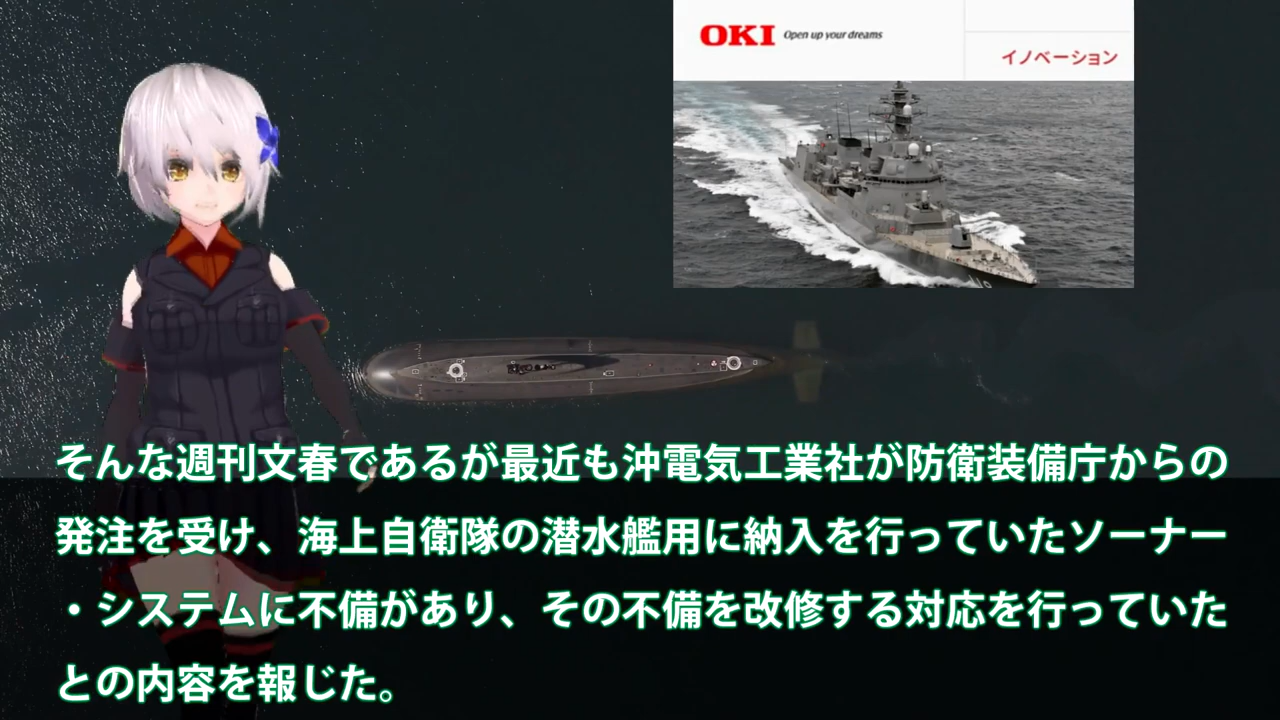 OKI Open up your dreams
イノベーション
そんな週刊文春であるが最近も沖電気工業社が防衛装備庁からの
発注を受け、海上自衛隊の潜水艦用に納入を行っていたソーナー
・システムに不備があり、その不備を改修する対応を行っていた
との内容を報じた。